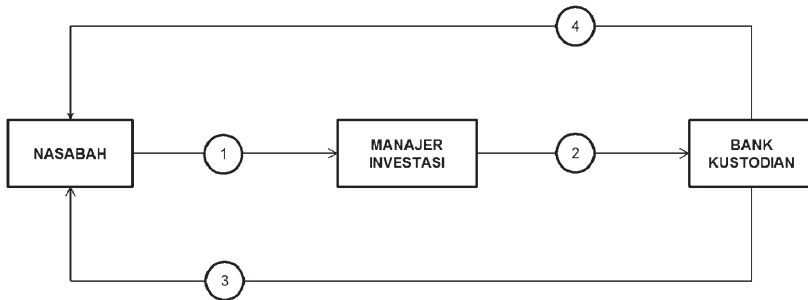 4
NASABAH
1
MANAJER
INVESTASI
2
BANK
KUSTODIAN
3